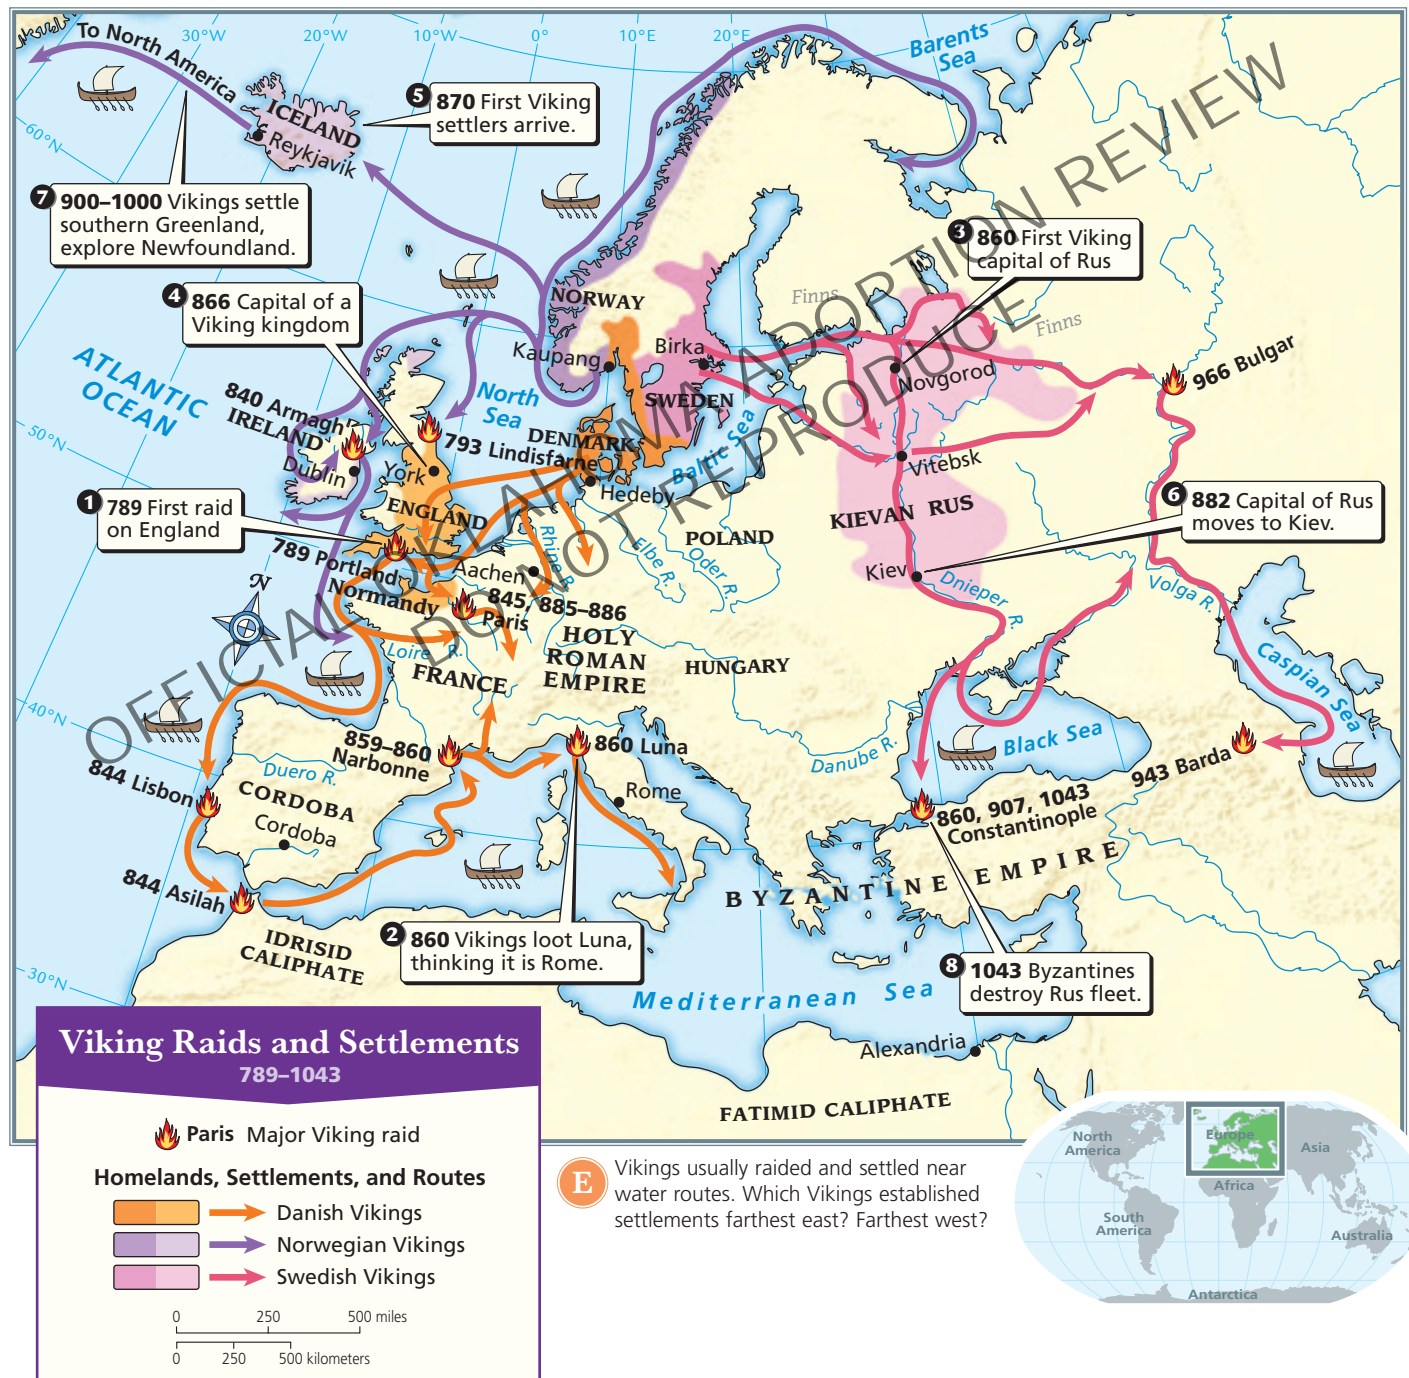 To North America
30°W
20°W
10°W
0°
10°E
20°E
Barents
Sea
60°N
50°N
40°N
30°N
ICELAND
Reykjavik
5 870 First Viking
settlers arrive.
7 900–1000 Vikings settle
southern Greenland,
explore Newfoundland.
3 860 First Viking
capital of Rus
4 866 Capital of a
Viking kingdom
NORWAY
Kaupang
Birka
SWEDEN
Finns
Finns
Novgorod
966 Bulgar
ATLANTIC
OCEAN
North
Sea
840 Armagh
IRELAND
Dublin
793 Lindisfarne
York
ENGLAND
DENMARK
Hedeby
Baltic Sea
Vitebsk
KIEVAN RUS
1 789 First raid
on England
6 882 Capital of Rus
moves to Kiev.
789 Portland
Normandy
Aachen
Rhine R.
Elbe R.
Oder R.
POLAND
Kiev
Dnieper R.
Volga R.
N
845, 885–886
Paris
Loire R.
FRANCE
HOLY
ROMAN
EMPIRE
HUNGARY
Caspian Sea
859–860
Narbonne
860 Luna
Rome
Danube R.
Black Sea
943 Barda
844 Lisbon
Duero R.
CORDOBA
Cordoba
860, 907, 1043
Constantinople
844 Asilah
BYZANTINE EMPIRE
IDRISID
CALIPHATE
2 860 Vikings loot Luna,
thinking it is Rome.
8 1043 Byzantines
destroy Rus fleet.
Mediterranean Sea
Alexandria
FATIMID CALIPHATE
OFFICIAL OKLAHOMA ADOPTION REVIEW
DO NOT REPRODUCE
Viking Raids and Settlements
789–1043
Paris Major Viking raid
Homelands, Settlements, and Routes
Danish Vikings
Norwegian Vikings
Swedish Vikings
0 250 500 miles
0 250 500 kilometers
E Vikings usually raided and settled near
water routes. Which Vikings established
settlements farthest east? Farthest west?
North
America
Europe
Asia
Africa
South
America
Australia
Antarctica